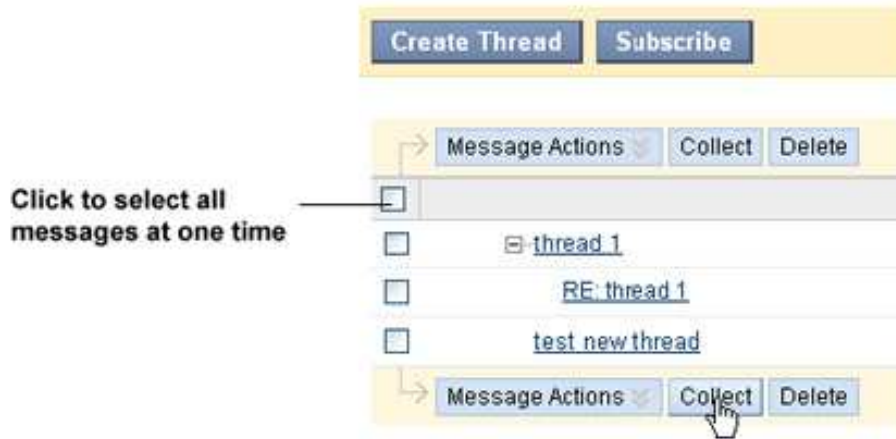 Create Thread Subscribe
Message Actions Collect Delete
Click to select all
messages at one time
thread 1
RE: thread 1
test new thread
Message Actions Collect Delete